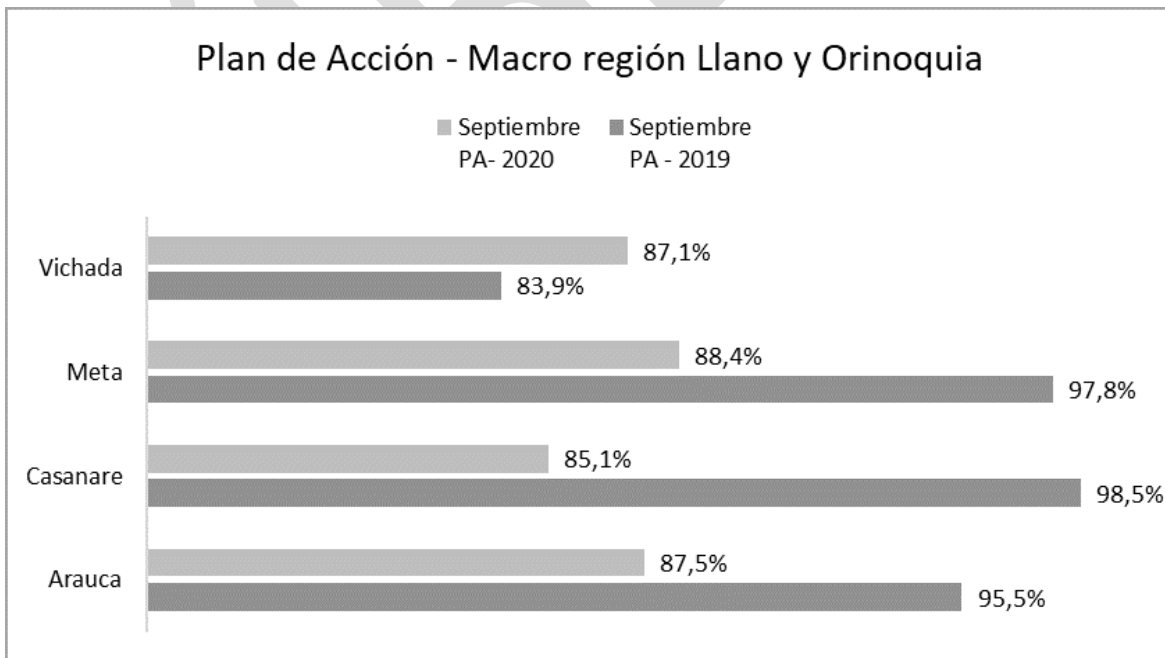 Plan de Acción - Macro región Llano y Orinoquia
Septiembre PA- 2020
Septiembre PA - 2019
Vichada
87,1%
83,9%
Meta
88,4%
97,8%
Casanare
85,1%
98,5%
Arauca
87,5%
95,5%